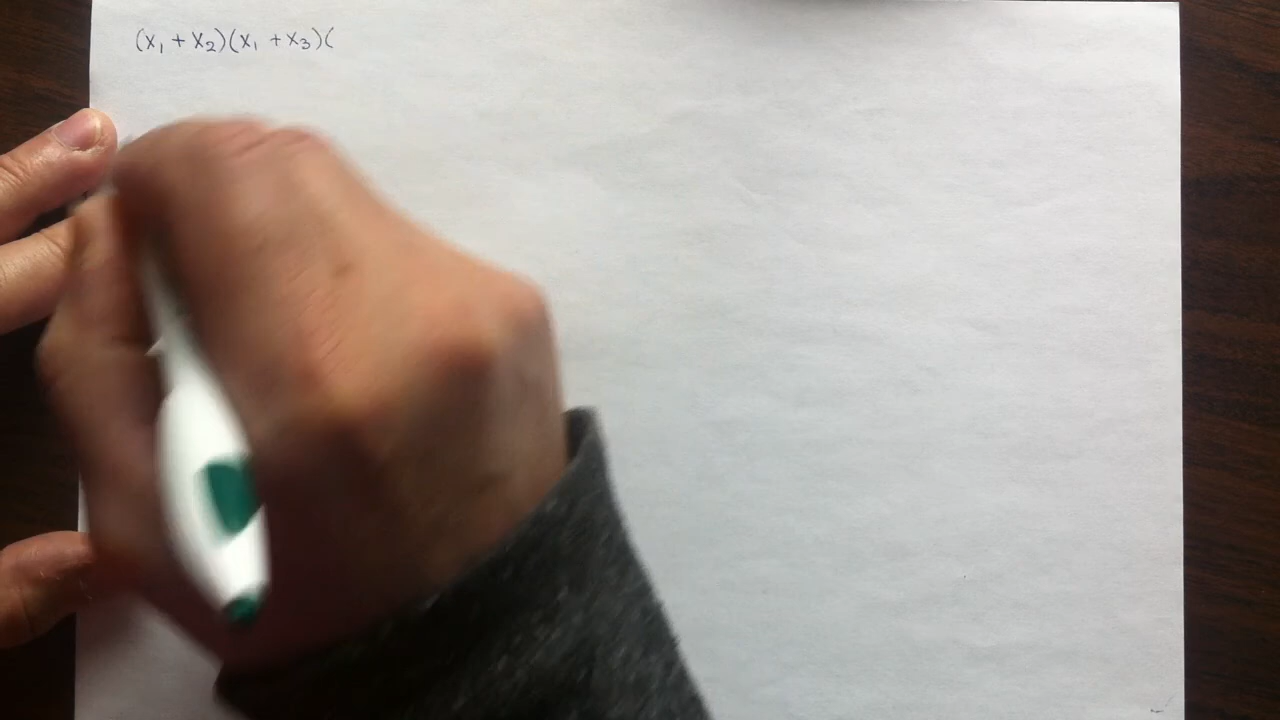 (x₁ + x₂)(x₁ + x₃)(